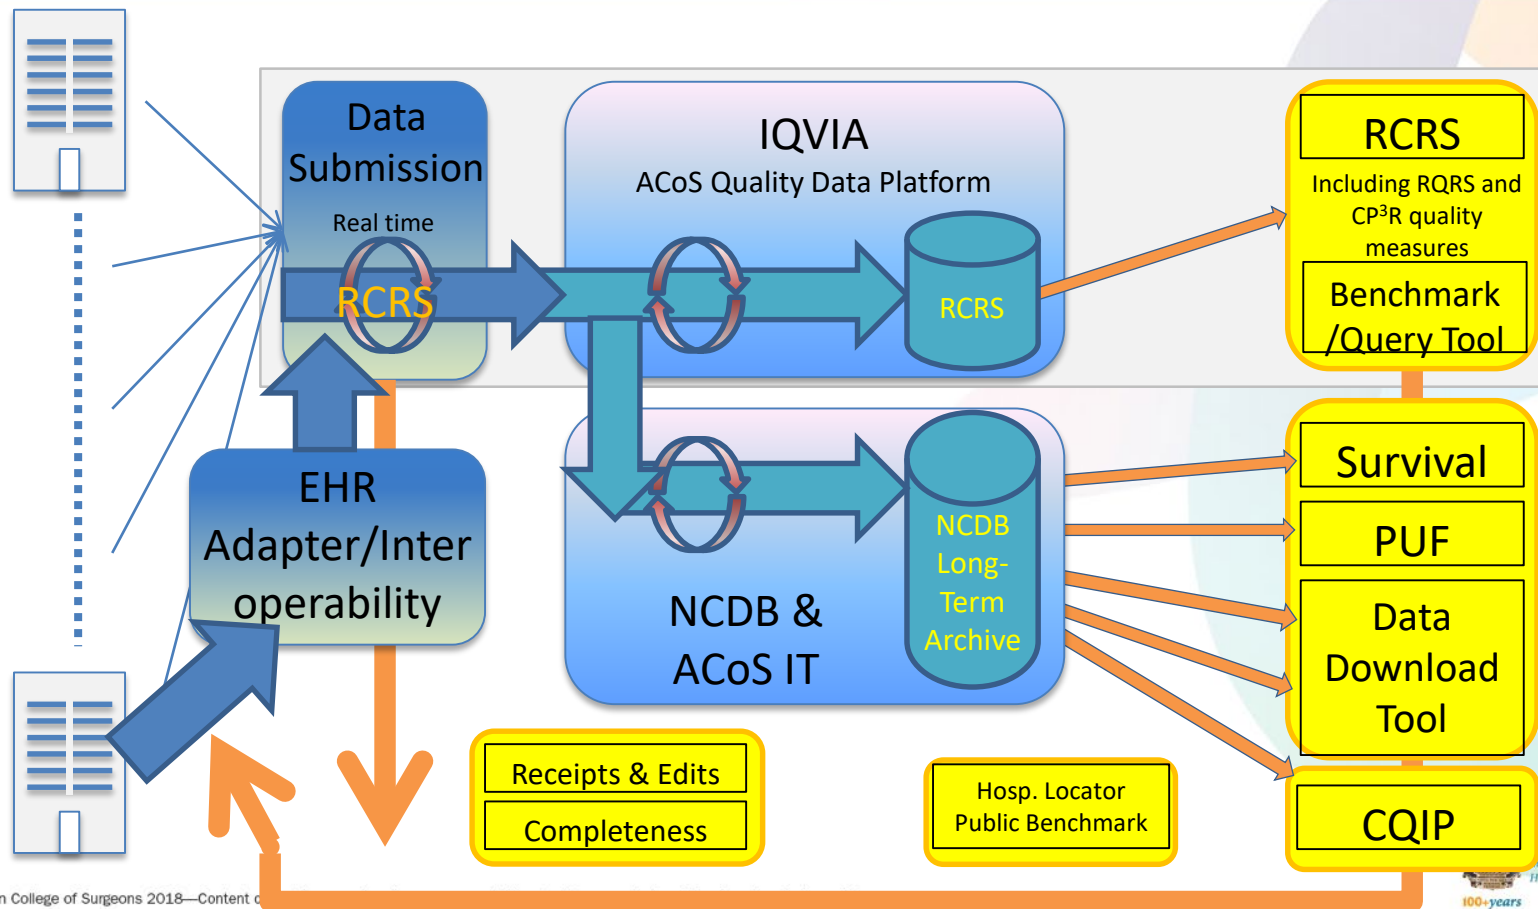 Data
Submission
Real time
RCRS
IQVIA
ACoS Quality Data Platform
RCRS
RCRS
Including RQRS and
CP³R quality
measures
Benchmark
/Query Tool
EHR
Adapter/Inter
operability
NCDB &
ACoS IT
NCDB
Long-
Term
Archive
Survival
PUF
Data
Download
Tool
CQIP
Receipts & Edits
Completeness
Hosp. Locator
Public Benchmark
n College of Surgeons 2018—Content
100+years